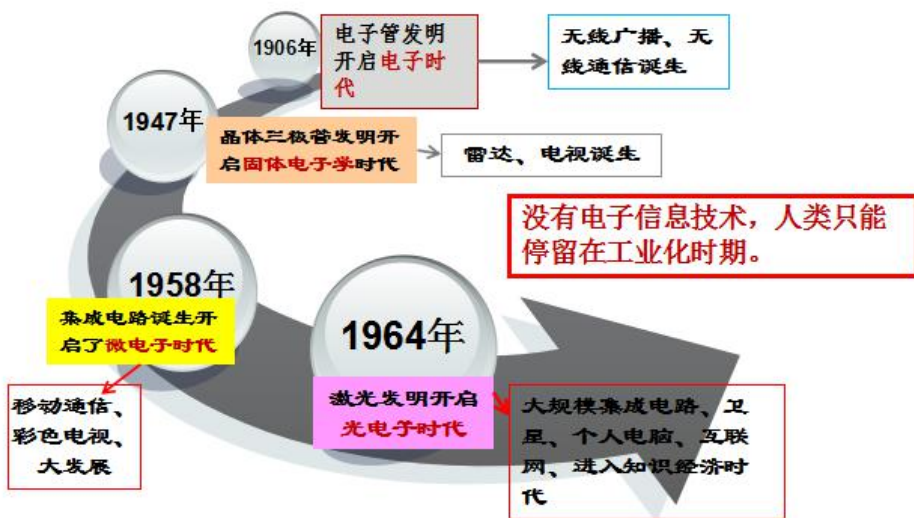 1906年
电子管发明
开启电子时
代
无线广播、无
线通信诞生
1947年
晶体三极管发明开
启固体电子学时代
雷达、电视诞生
没有电子信息技术，人类只能
停留在工业化时期。
1958年
集成电路诞生开
启了微电子时代
移动通信、
彩色电视、
大发展
1964年
激光发明开启
光电子时代
大规模集成电路、卫
星、个人电脑、互联
网、进入知识经济时
代